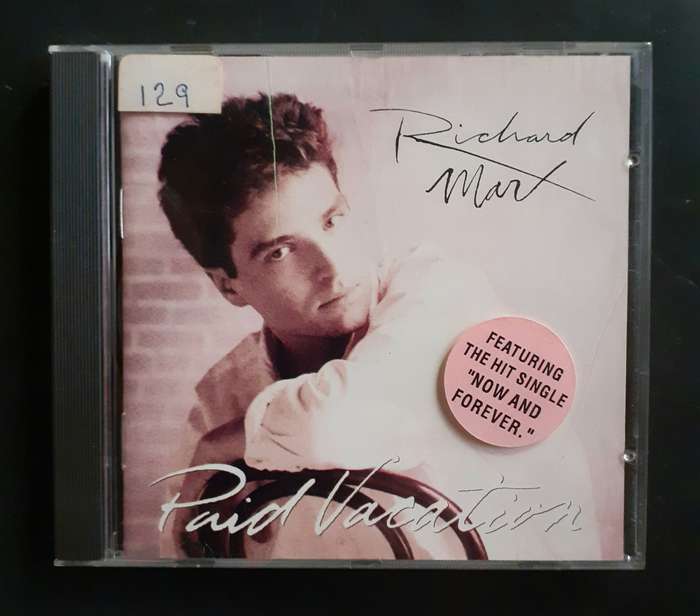 129
Richard
Marx
FEATURING
THE HIT SINGLE
"NOW AND
FOREVER."
Paid Vacation